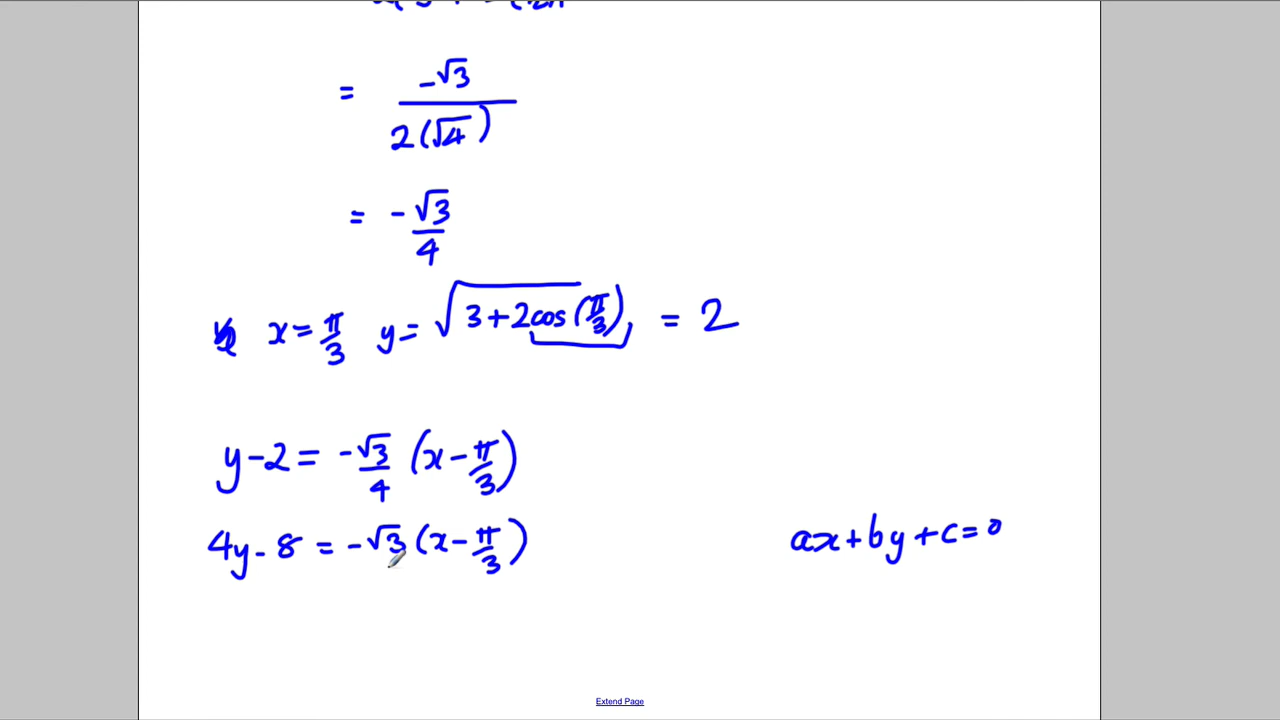 = -√3 / 2(√4)
= -√3 / 4
x = π/3 y = √(3+2cos(π/3)) = 2
y-2 = -√3/4 (x - π/3)
4y-8 = -√3 (x - π/3) ax+by+c=0
Extend Page